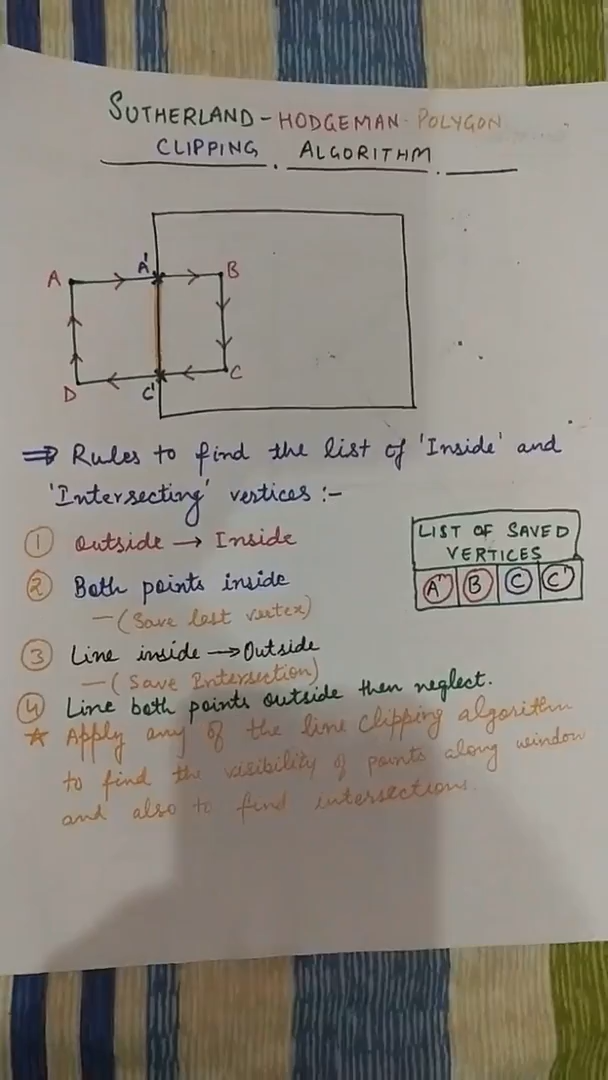 SUTHERLAND-HODGEMAN-POLYGON
CLIPPING ALGORITHM
A
A'
B
D
C'
C
⇒ Rules to find the list of 'Inside' and
'Intersecting' vertices :-
1 Outside → Inside
2 Both points inside
-(Save last vertex)
3 Line inside → Outside
-(Save Intersection)
4 Line both points outside then neglect.
LIST OF SAVED
VERTICES
A' B C C'
☆ Apply any of the line clipping algorithm
to find the visibility of points along window
and also to find intersections.